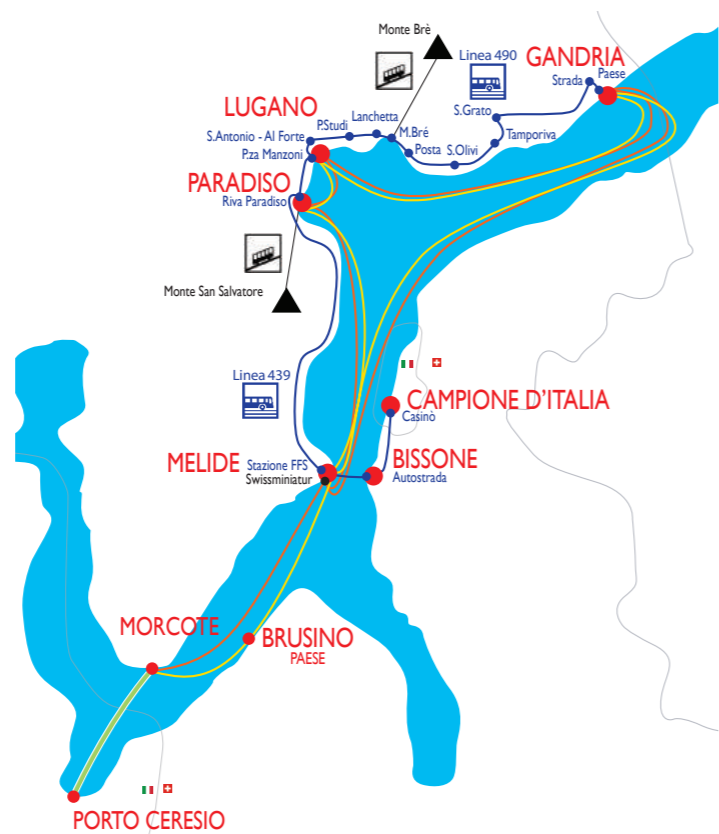 Monte Brè
Linea 490
GANDRIA
Strada
Paese
LUGANO
Lanchetta
P.Studi
S.Grato
S.Antonio - Al Forte
M.Bré
Tamporiva
P.za Manzoni
Posta
S.Olivi
PARADISO
Riva Paradiso
Monte San Salvatore
Linea 439
CAMPIONE D'ITALIA
Casinò
MELIDE
Stazione FFS
Swissminiatur
BISSONE
Autostrada
MORCOTE
BRUSINO
PAESE
PORTO CERESIO